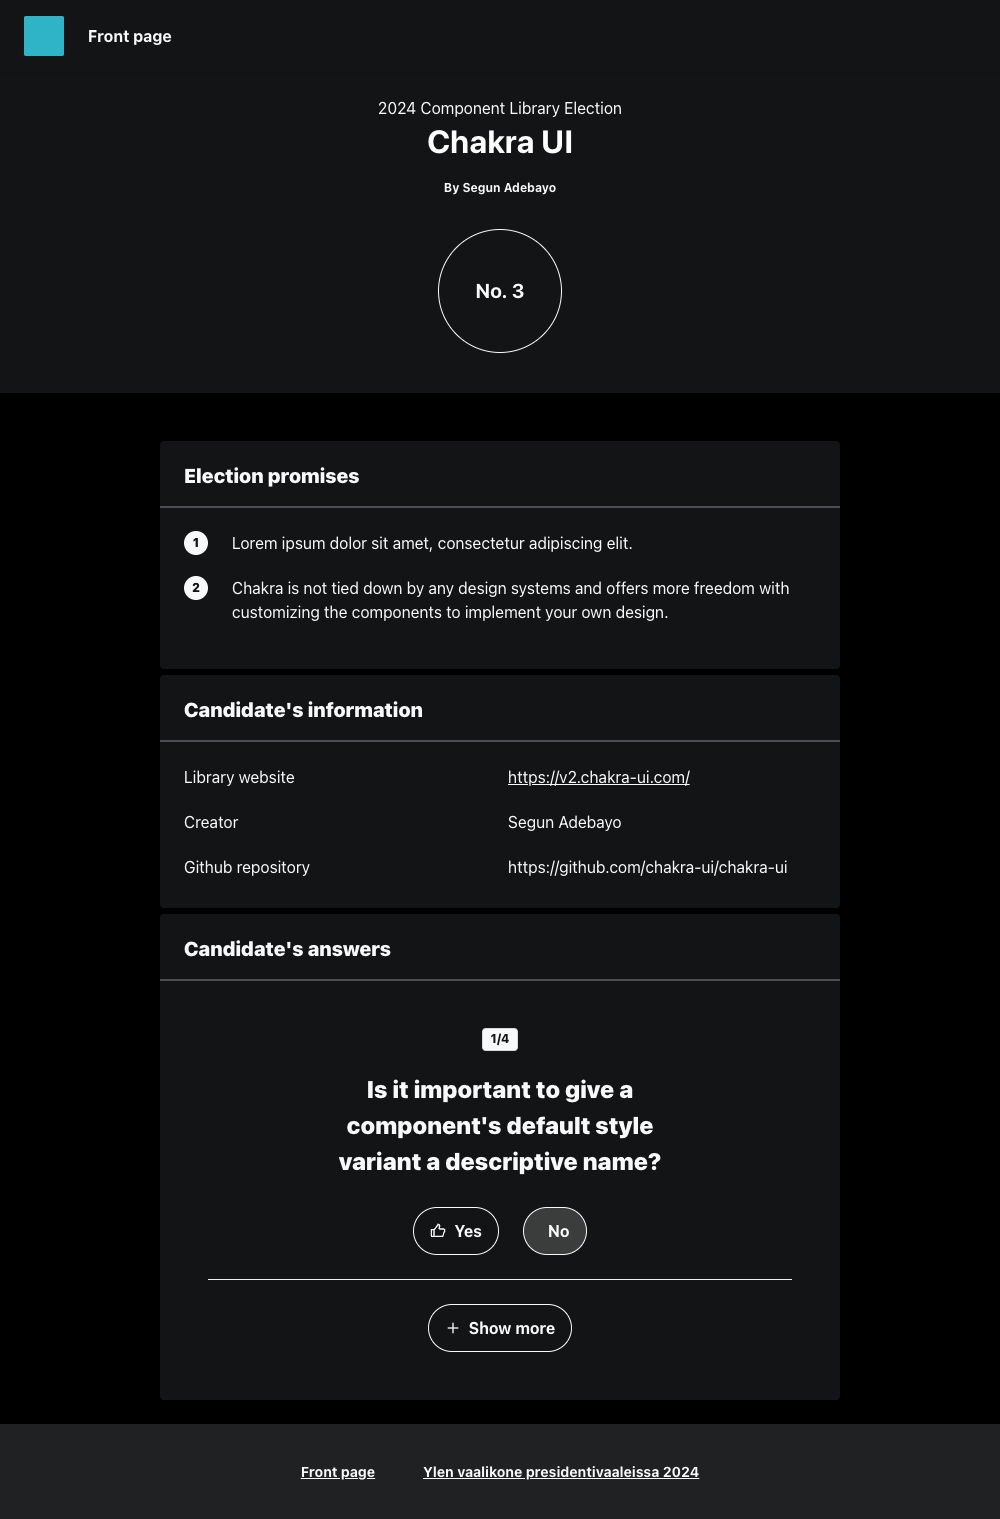 Front page
2024 Component Library Election
Chakra UI
By Segun Adebayo
No. 3
Election promises
1 Lorem ipsum dolor sit amet, consectetur adipiscing elit.
2 Chakra is not tied down by any design systems and offers more freedom with
customizing the components to implement your own design.
Candidate's information
Library website https://v2.chakra-ui.com/
Creator Segun Adebayo
Github repository https://github.com/chakra-ui/chakra-ui
Candidate's answers
1/4
Is it important to give a
component's default style
variant a descriptive name?
Yes No
Show more
Front page Ylen vaalikone presidentivaaleissa 2024